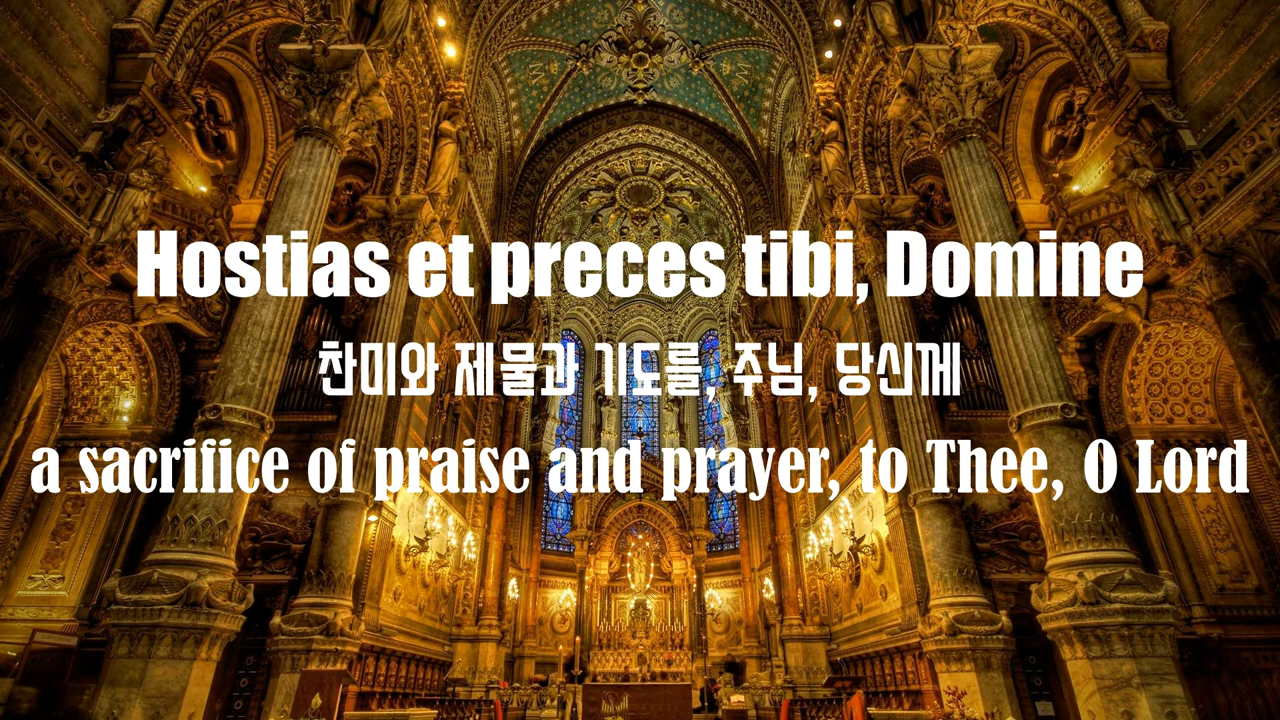 Hostias et preces tibi, Domine
찬미와 제물과 기도를, 주님, 당신께
a sacrifice of praise and prayer, to Thee, O Lord